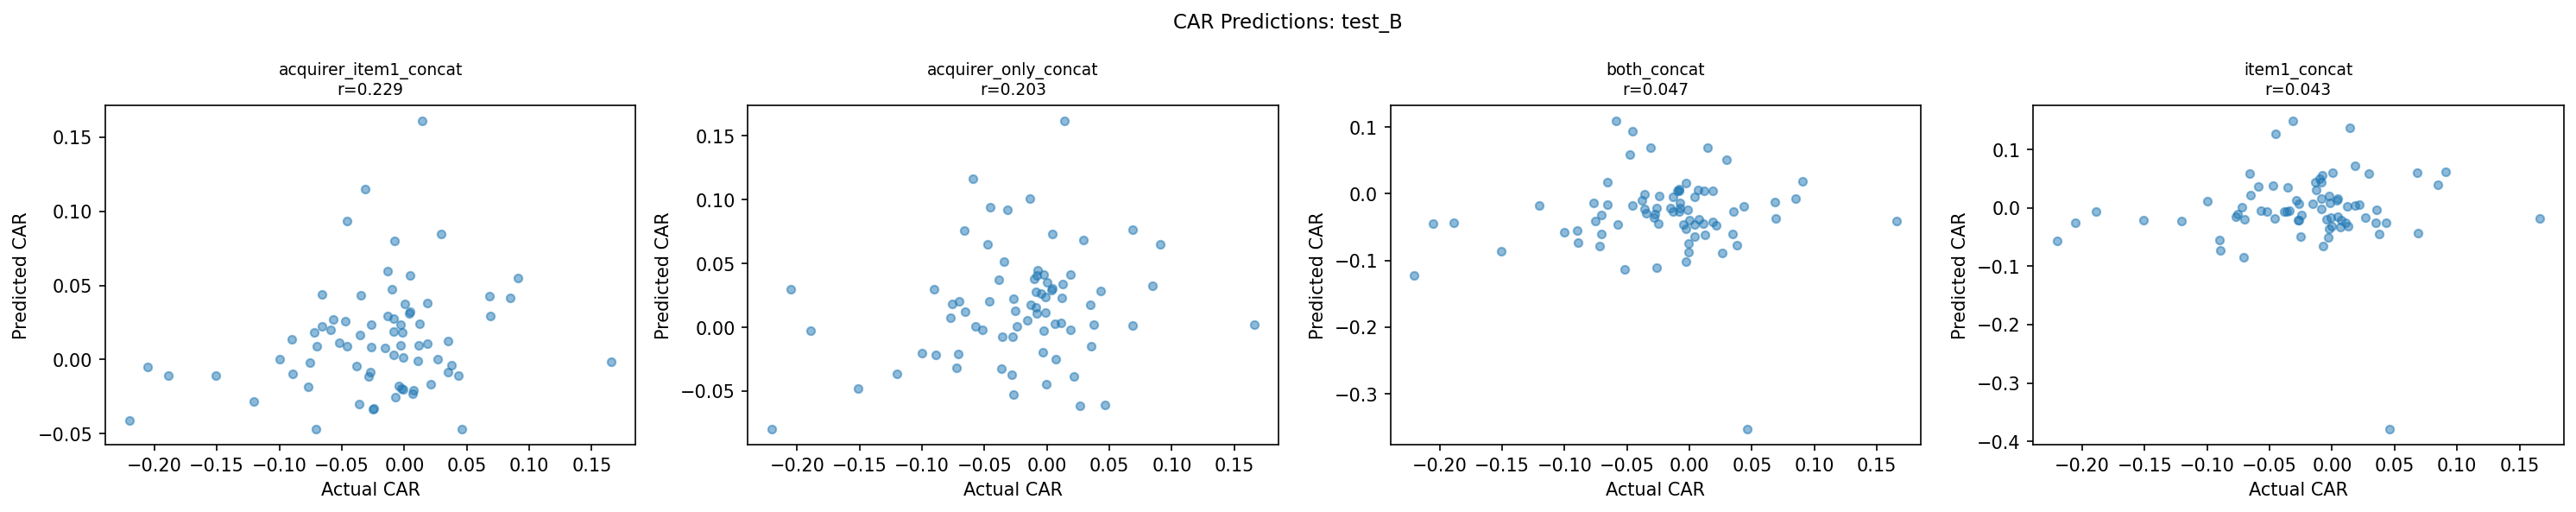 CAR Predictions: test_B
acquirer_item1_concat
r=0.229
0.15
0.10
0.05
0.00
−0.05
Predicted CAR
−0.20 −0.15 −0.10 −0.05 0.00 0.05 0.10 0.15
Actual CAR
acquirer_only_concat
r=0.203
0.15
0.10
0.05
0.00
−0.05
Predicted CAR
−0.20 −0.15 −0.10 −0.05 0.00 0.05 0.10 0.15
Actual CAR
both_concat
r=0.047
0.1
0.0
−0.1
−0.2
−0.3
Predicted CAR
−0.20 −0.15 −0.10 −0.05 0.00 0.05 0.10 0.15
Actual CAR
item1_concat
r=0.043
0.1
0.0
−0.1
−0.2
−0.3
−0.4
Predicted CAR
−0.20 −0.15 −0.10 −0.05 0.00 0.05 0.10 0.15
Actual CAR